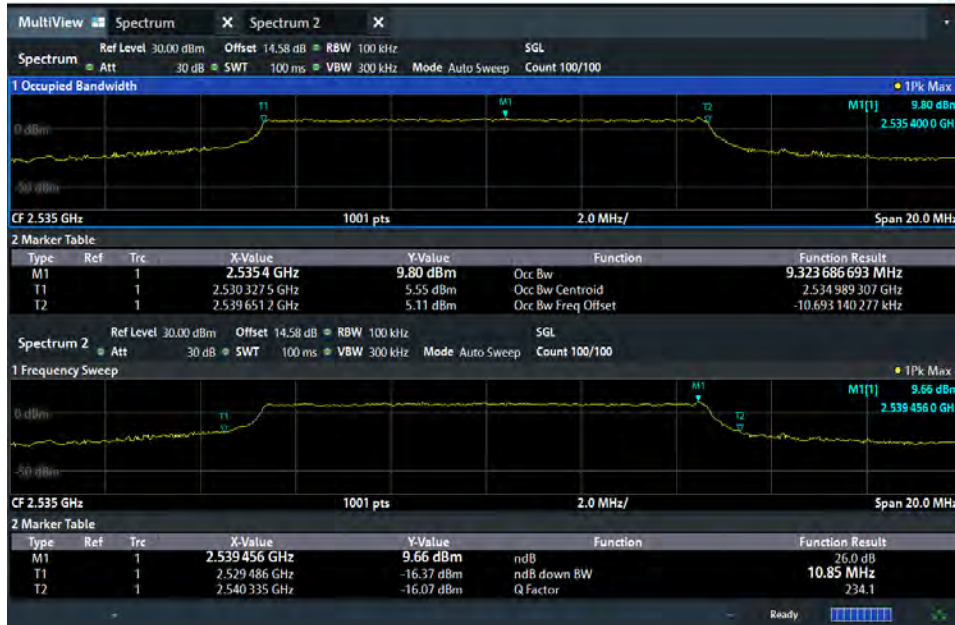 MultiView Spectrum X Spectrum 2 X
Ref Level 30.00 dBm Offset 14.58 dB RBW 100 kHz SGL
Spectrum Att 30 dB SWT 100 ms VBW 300 kHz Mode Auto Sweep Count 100/100
1 Occupied Bandwidth 1Pk Max
T1 M1 T2 M1[1] 9.80 dBm
2.535 400 0 GH
0 dBm
-50 dBm
CF 2.535 GHz 1001 pts 2.0 MHz/ Span 20.0 MHz
2 Marker Table
Type Ref Trc X-Value Y-Value Function Function Result
M1 1 2.535 4 GHz 9.80 dBm Occ Bw 9.323 686 693 MHz
T1 1 2.530 327 5 GHz 5.55 dBm Occ Bw Centroid 2.534 989 307 GHz
T2 1 2.539 651 2 GHz 5.11 dBm Occ Bw Freq Offset -10.693 140 277 kHz
Ref Level 30.00 dBm Offset 14.58 dB RBW 100 kHz SGL
Spectrum 2 Att 30 dB SWT 100 ms VBW 300 kHz Mode Auto Sweep Count 100/100
1 Frequency Sweep 1Pk Max
M1 M1[1] 9.66 dBm
2.539 456 0 GH
0 dBm T1 T2
-50 dBm
CF 2.535 GHz 1001 pts 2.0 MHz/ Span 20.0 MHz
2 Marker Table
Type Ref Trc X-Value Y-Value Function Function Result
M1 1 2.539 456 GHz 9.66 dBm ndB 26.0 dB
T1 1 2.529 486 GHz -16.37 dBm ndB down BW 10.85 MHz
T2 1 2.540 335 GHz -16.07 dBm Q Factor 234.1
Ready